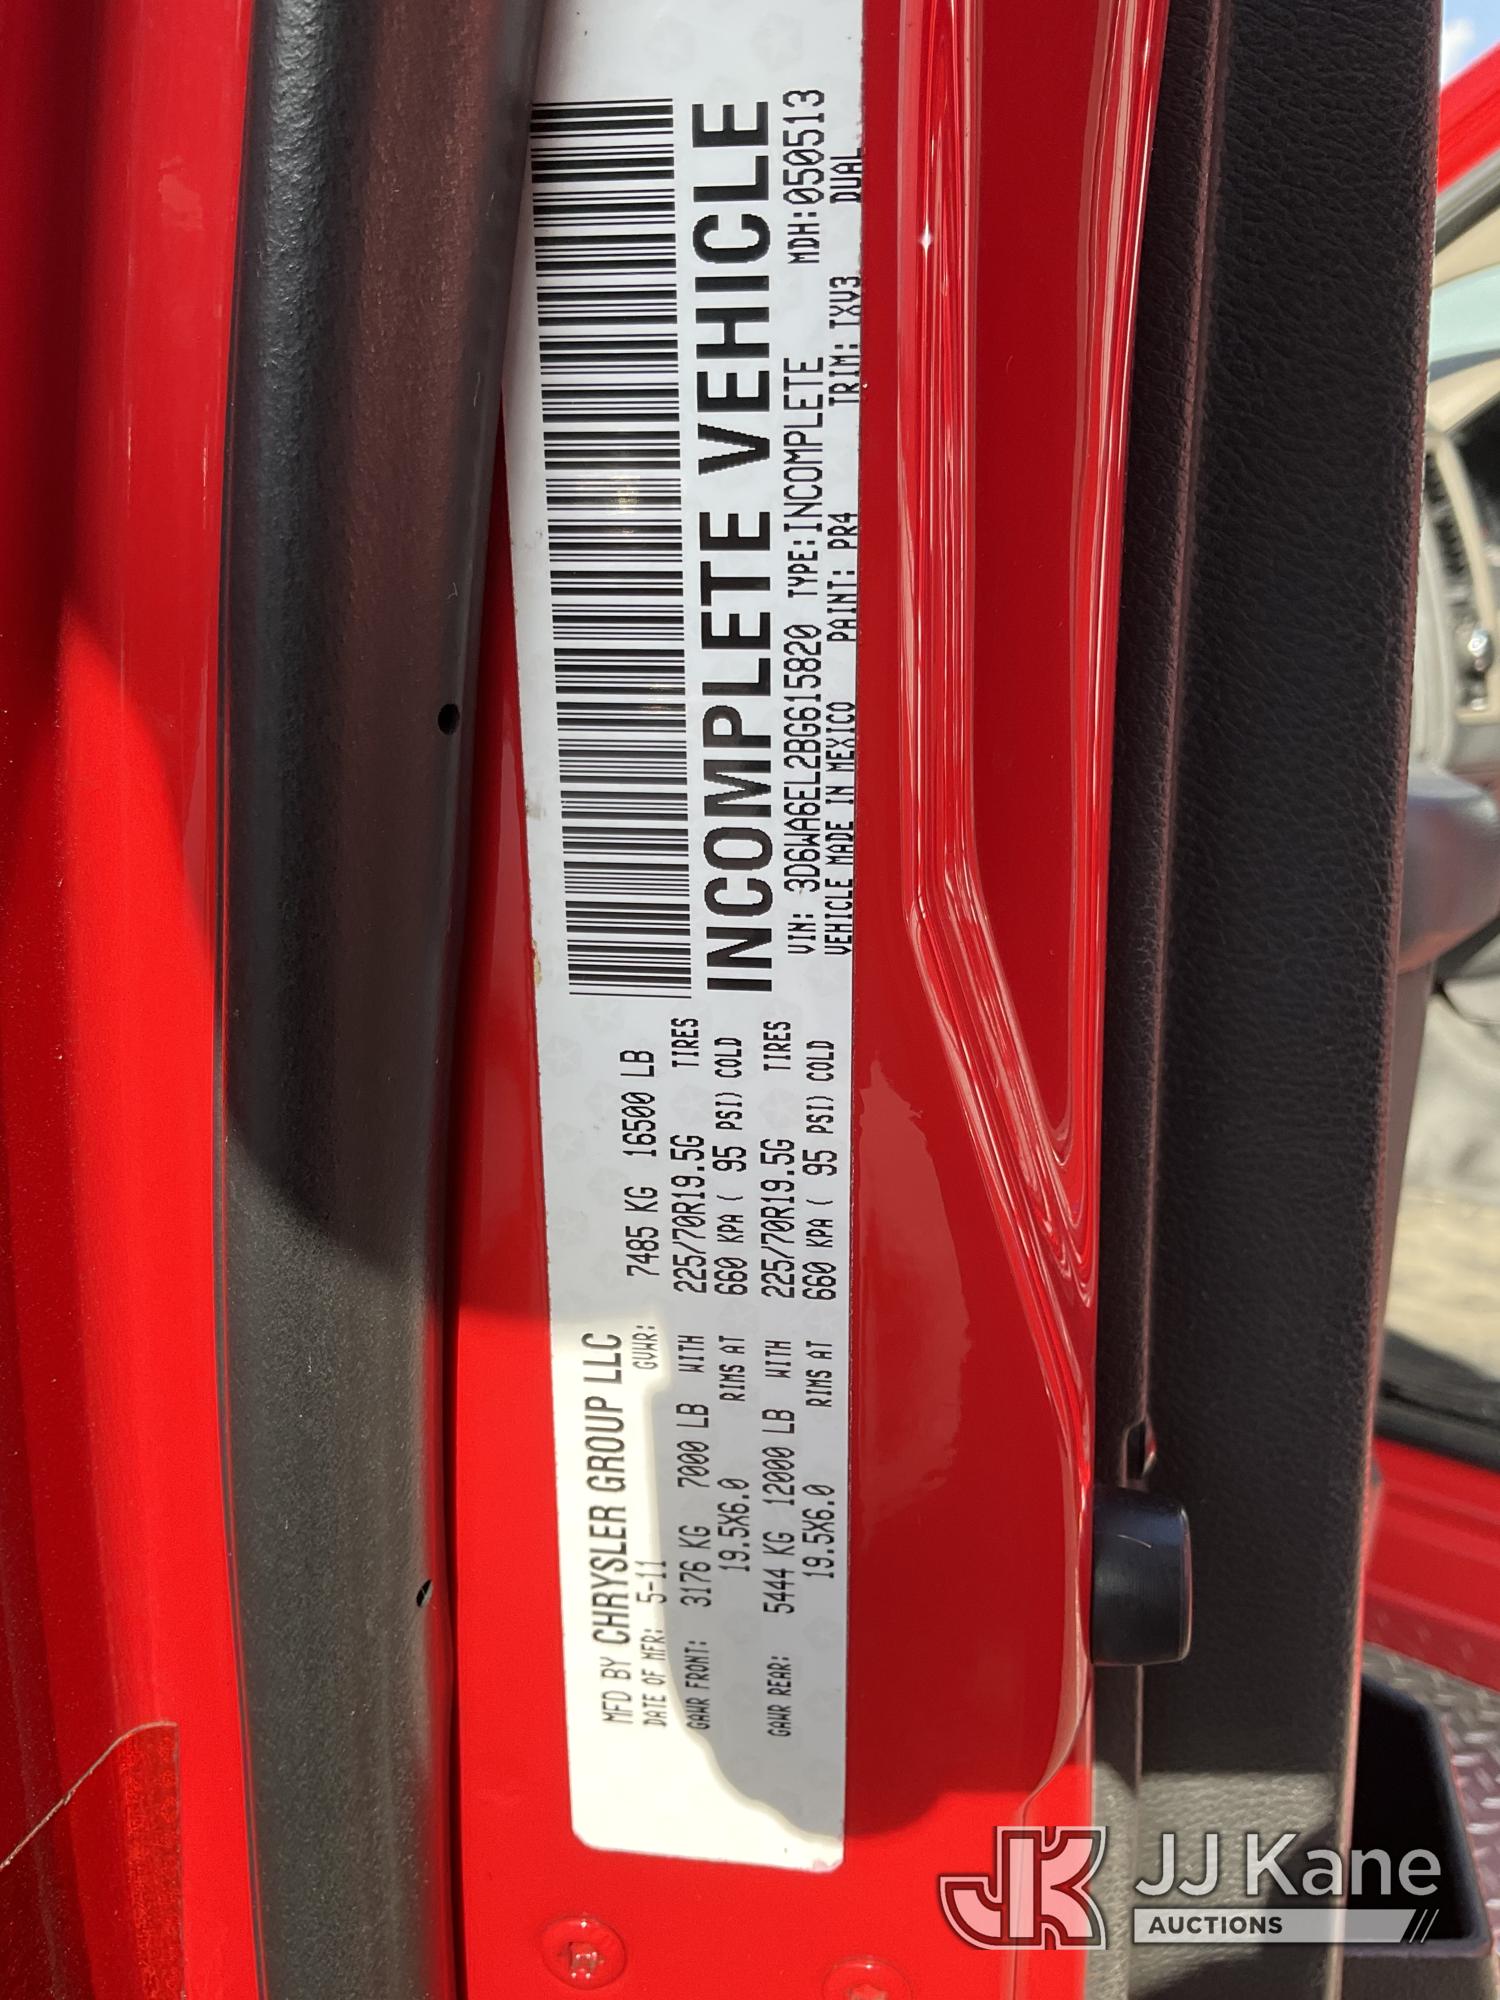 MFD BY CHRYSLER GROUP LLC
DATE OF MFR: 5-11 GVWR: 7485 KG 16500 LB
GAWR FRONT: 3176 KG 7000 LB WITH 225/70R19.5G TIRES
19.5X6.0 RIMS AT 660 KPA ( 95 PSI) COLD
GAWR REAR: 5444 KG 12000 LB WITH 225/70R19.5G TIRES
19.5X6.0 RIMS AT 660 KPA ( 95 PSI) COLD
INCOMPLETE VEHICLE
VIN: 3D6WA6EL2BG615820 TYPE:INCOMPLETE MDH:050513
VEHICLE MADE IN MEXICO PAINT: PR4 TRIM: TXV3 DUAL
JK JJ Kane
AUCTIONS